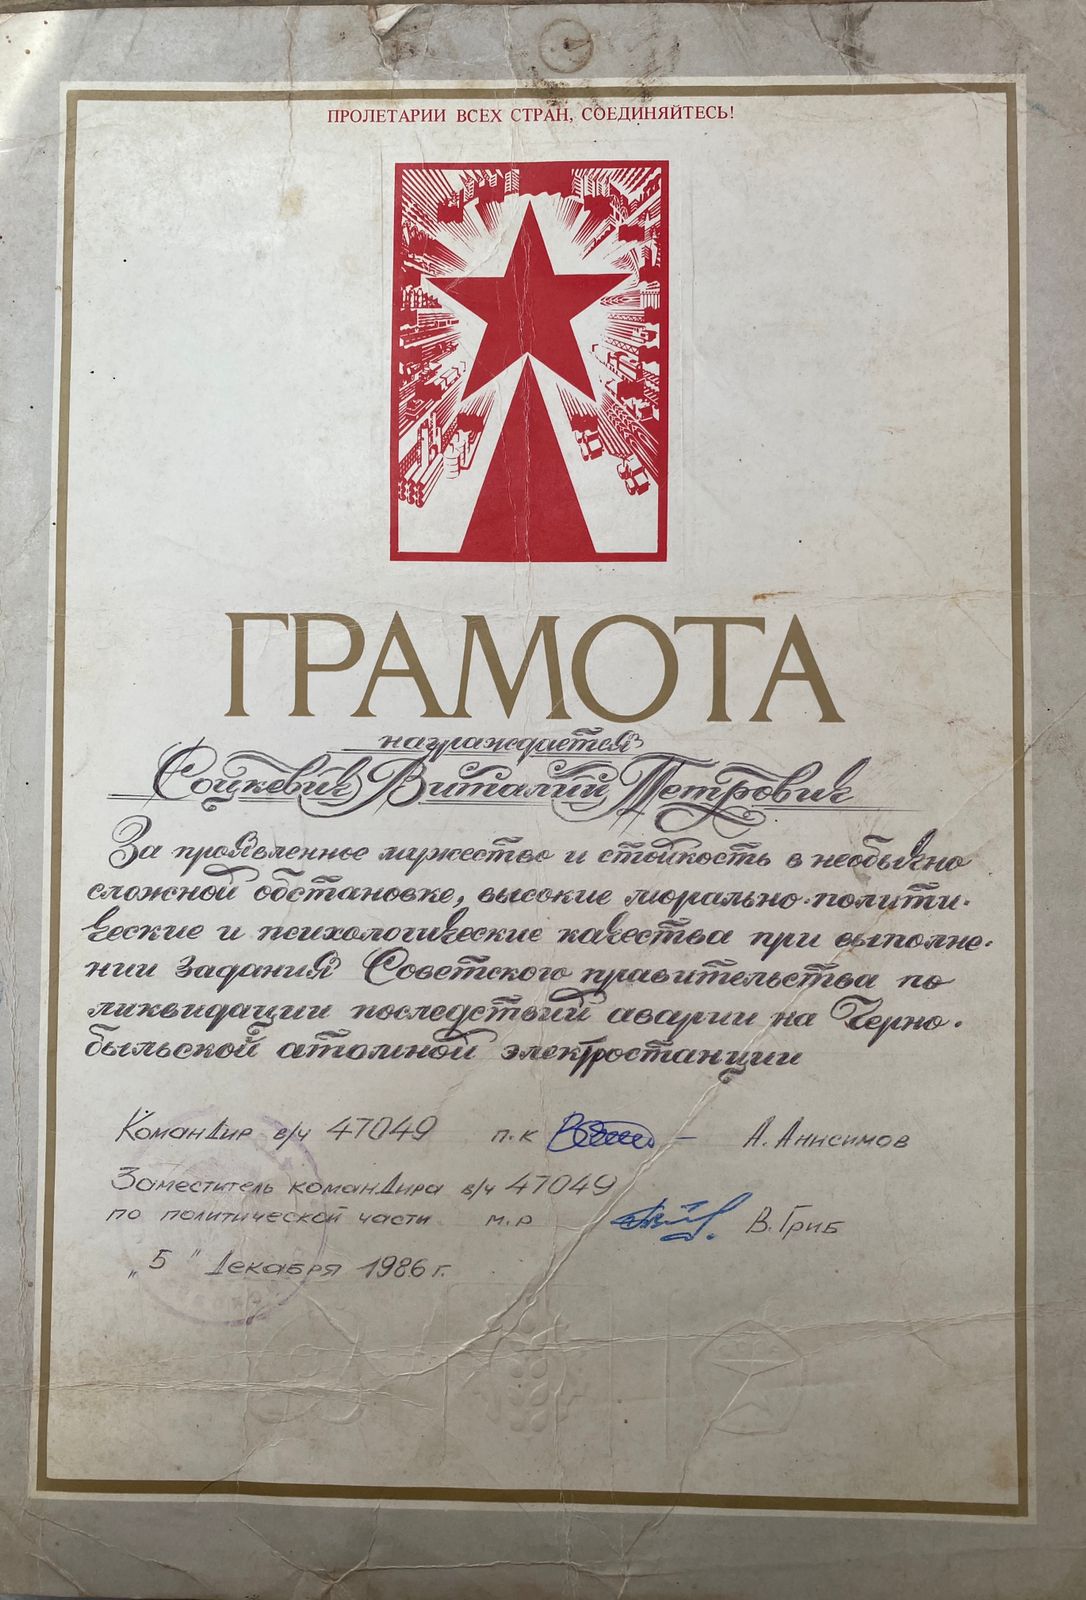 ПРОЛЕТАРИИ ВСЕХ СТРАН, СОЕДИНЯЙТЕСЬ!
ГРАМОТА
награждается
Соцкевич Виталий Петрович
За проявленное мужество и стойкость в необычно
сложной обстановке, высокие морально-полити-
ческие и психологические качества при выполне-
нии задания Советского правительства по
ликвидации последствий аварии на Черно-
быльской атомной электростанции
Командир в/ч 47049 п.п-к А. Анисимов
Заместитель командира в/ч 47049
по политической части м-р В. Гриб
„5" декабря 1986 г.